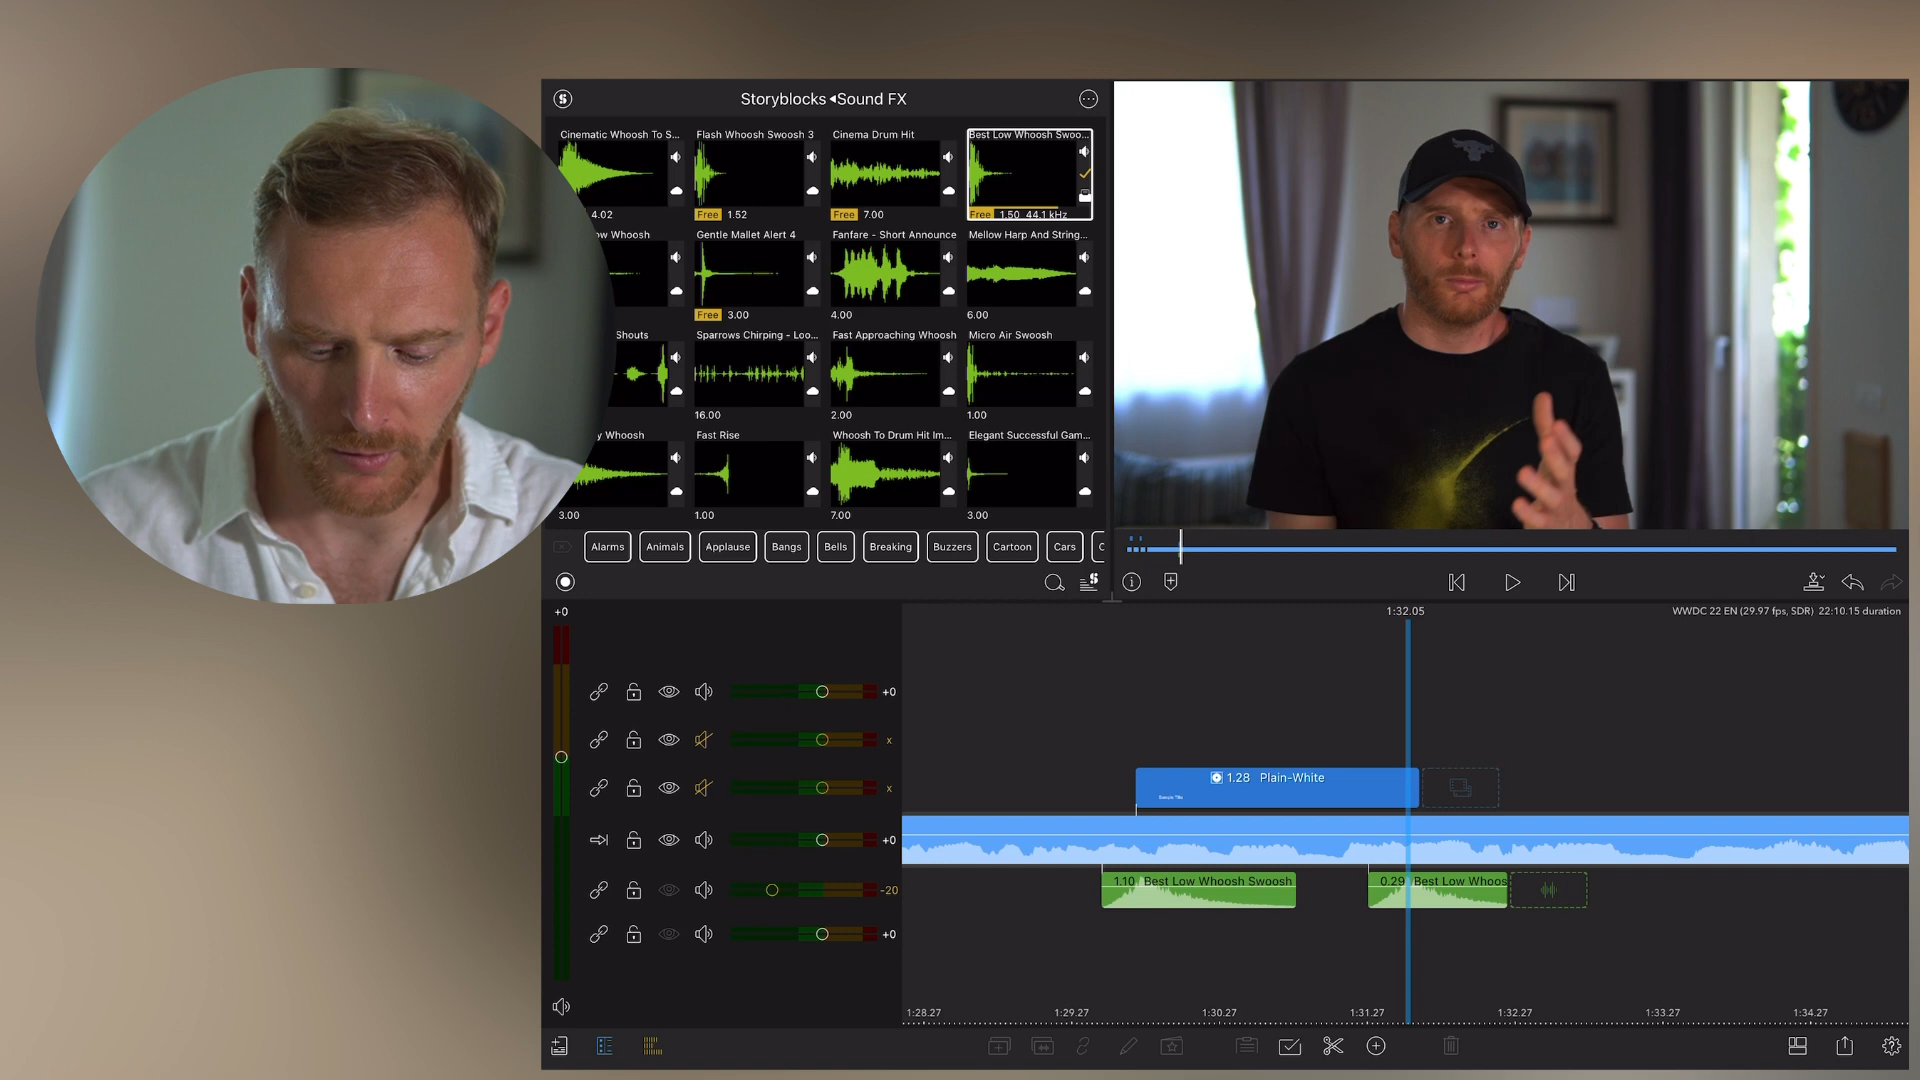 Storyblocks◂Sound FX
Cinematic Whoosh To S...
Flash Whoosh Swoosh 3
Cinema Drum Hit
Best Low Whoosh Swoo...
4.02
Free 1.52
Free 7.00
Free 1.50 44.1 kHz
ow Whoosh
Gentle Mallet Alert 4
Fanfare - Short Announce
Mellow Harp And String...
Free 3.00
4.00
6.00
Shouts
Sparrows Chirping - Loo...
Fast Approaching Whoosh
Micro Air Swoosh
16.00
2.00
1.00
y Whoosh
Fast Rise
Whoosh To Drum Hit Im...
Elegant Successful Gam...
3.00
1.00
7.00
3.00
Alarms
Animals
Applause
Bangs
Bells
Breaking
Buzzers
Cartoon
Cars
C
+0
1:32.05
WWDC 22 EN (29.97 fps, SDR) 22:10.15 duration
+0
x
1.28 Plain-White
Sample Title
x
+0
1.10 Best Low Whoosh Swoosh
0.29 Best Low Whoos
-20
+0
1:28.27
1:29.27
1:30.27
1:31.27
1:32.27
1:33.27
1:34.27